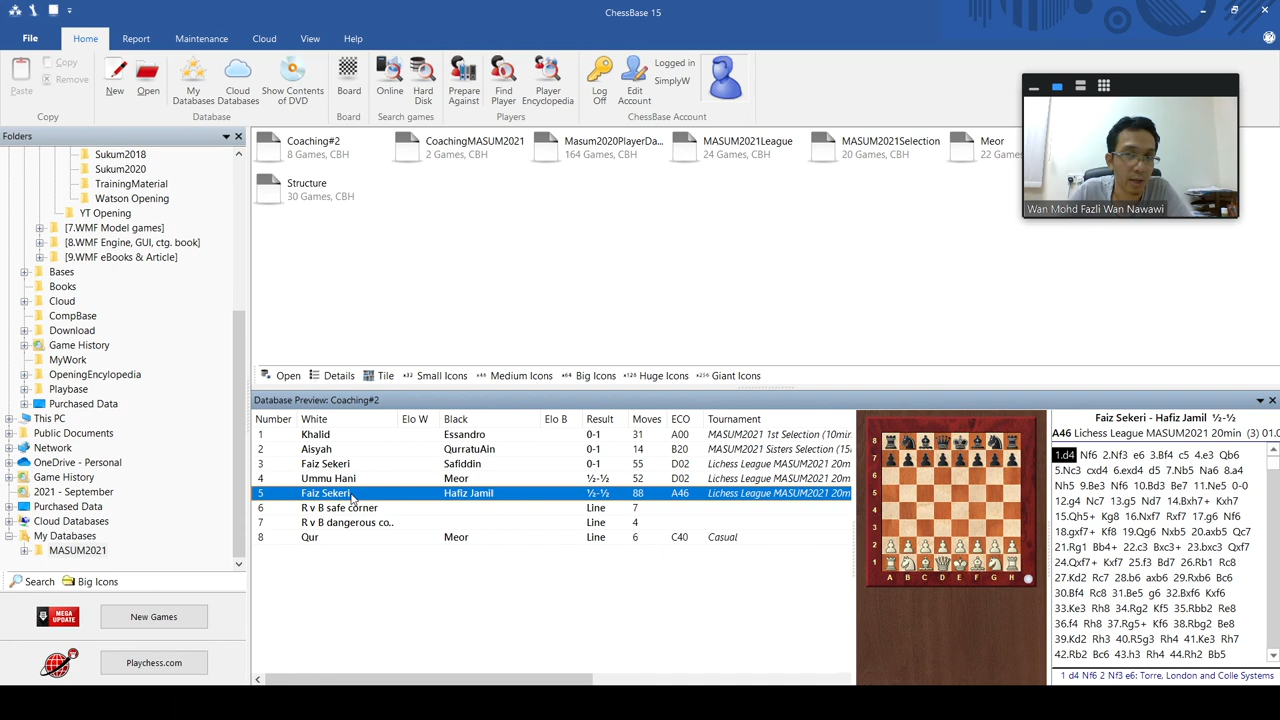 ChessBase 15
File Home Report Maintenance Cloud View Help
Copy
Remove
Paste
New
Open
My Databases
Cloud Databases
Show Contents of DVD
Board
Online
Hard Disk
Prepare Against
Find Player
Player Encyclopedia
Log Off
Edit Account
Logged in
SimplyW
Copy Database Board Search games Players ChessBase Account
Folders
Sukum2018
Sukum2020
TrainingMaterial
Watson Opening
YT Opening
[7.WMF Model games]
[8.WMF Engine, GUI, ctg. book]
[9.WMF eBooks & Article]
Bases
Books
Cloud
CompBase
Download
Game History
MyWork
OpeningEncyclopedia
Playbase
Purchased Data
This PC
Public Documents
Network
OneDrive - Personal
Game History
2021 - September
Purchased Data
Cloud Databases
My Databases
MASUM2021
Search Big Icons
MEGA UPDATE New Games
Playchess.com
Coaching#2
8 Games, CBH
CoachingMASUM2021
2 Games, CBH
Masum2020PlayerDa...
164 Games, CBH
MASUM2021League
24 Games, CBH
MASUM2021Selection
20 Games, CBH
Meor
22 Games
Structure
30 Games, CBH
Wan Mohd Fazli Wan Nawawi
Open Details Tile x32 Small Icons x48 Medium Icons x64 Big Icons x128 Huge Icons x256 Giant Icons
Database Preview: Coaching#2
Number White Elo W Black Elo B Result Moves ECO Tournament
1 Khalid Essandro 0-1 31 A00 MASUM2021 1st Selection (10min
2 Aisyah QurratuAin 0-1 14 B20 MASUM2021 Sisters Selection (15
3 Faiz Sekeri Safiddin 0-1 55 D02 Lichess League MASUM2021 20m
4 Ummu Hani Meor ½-½ 52 D02 Lichess League MASUM2021 20m
5 Faiz Sekeri Hafiz Jamil ½-½ 88 A46 Lichess League MASUM2021 20m
6 R v B safe corner Line 7
7 R v B dangerous co.. Line 4
8 Qur Meor Line 6 C40 Casual
8
7
6
5
4
3
2
1
A B C D E F G H
Faiz Sekeri - Hafiz Jamil ½-½
A46 Lichess League MASUM2021 20min (3) 01.0
1.d4 Nf6 2.Nf3 e6 3.Bf4 c5 4.e3 Qb6
5.Nc3 cxd4 6.exd4 d5 7.Nb5 Na6 8.a4
Nh5 9.Be3 Nf6 10.Bd3 Be7 11.Ne5 0-0
12.g4 Nc7 13.g5 Nd7 14.Bxh7+ Kxh7
15.Qh5+ Kg8 16.Nxf7 Rxf7 17.g6 Nf6
18.gxf7+ Kf8 19.Qh8+ Kxf7 20.axb5 Qc7
21.Rg1 Bb4+ 22.c3 Bxc3+ 23.bxc3 Qxf7
24.Qxf7+ Kxf7 25.f3 Bd7 26.Rb1 Rc8
27.Kd2 Rc7 28.b6 axb6 29.Rxb6 Bc6
30.Bf4 Rc8 31.Be5 g6 32.Bxf6 Kxf6
33.Ke3 Rh8 34.Rg2 Kf5 35.Rbb2 Re8
36.f4 Rh8 37.Rg5+ Kf6 38.Rbg2 Be8
39.Kd2 Rh3 40.R5g3 Rh4 41.Ke3 Rh7
42.Rb2 Bc6 43.h3 Rh4 44.Rh2 Bb5
1 d4 Nf6 2 Nf3 e6: Torre, London and Colle Systems